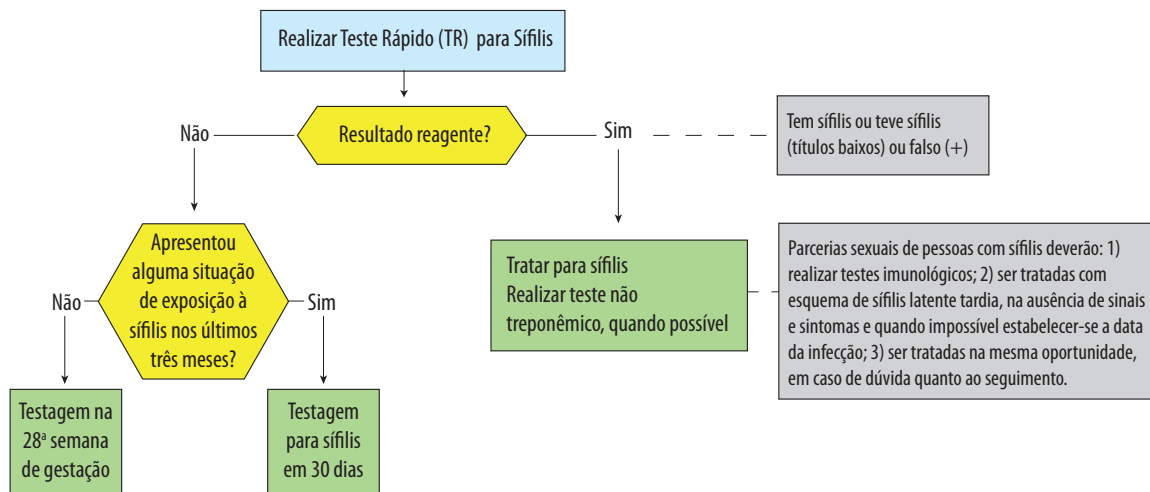 Realizar Teste Rápido (TR) para Sífilis
Não
Resultado reagente?
Sim
Tem sífilis ou teve sífilis
(títulos baixos) ou falso (+)
Apresentou
alguma situação
de exposição à
sífilis nos últimos
três meses?
Não
Sim
Tratar para sífilis
Realizar teste não
treponêmico, quando possível
Parcerias sexuais de pessoas com sífilis deverão: 1)
realizar testes imunológicos; 2) ser tratadas com
esquema de sífilis latente tardia, na ausência de sinais
e sintomas e quando impossível estabelecer-se a data
da infecção; 3) ser tratadas na mesma oportunidade,
em caso de dúvida quanto ao seguimento.
Testagem na
28ª semana
de gestação
Testagem
para sífilis
em 30 dias